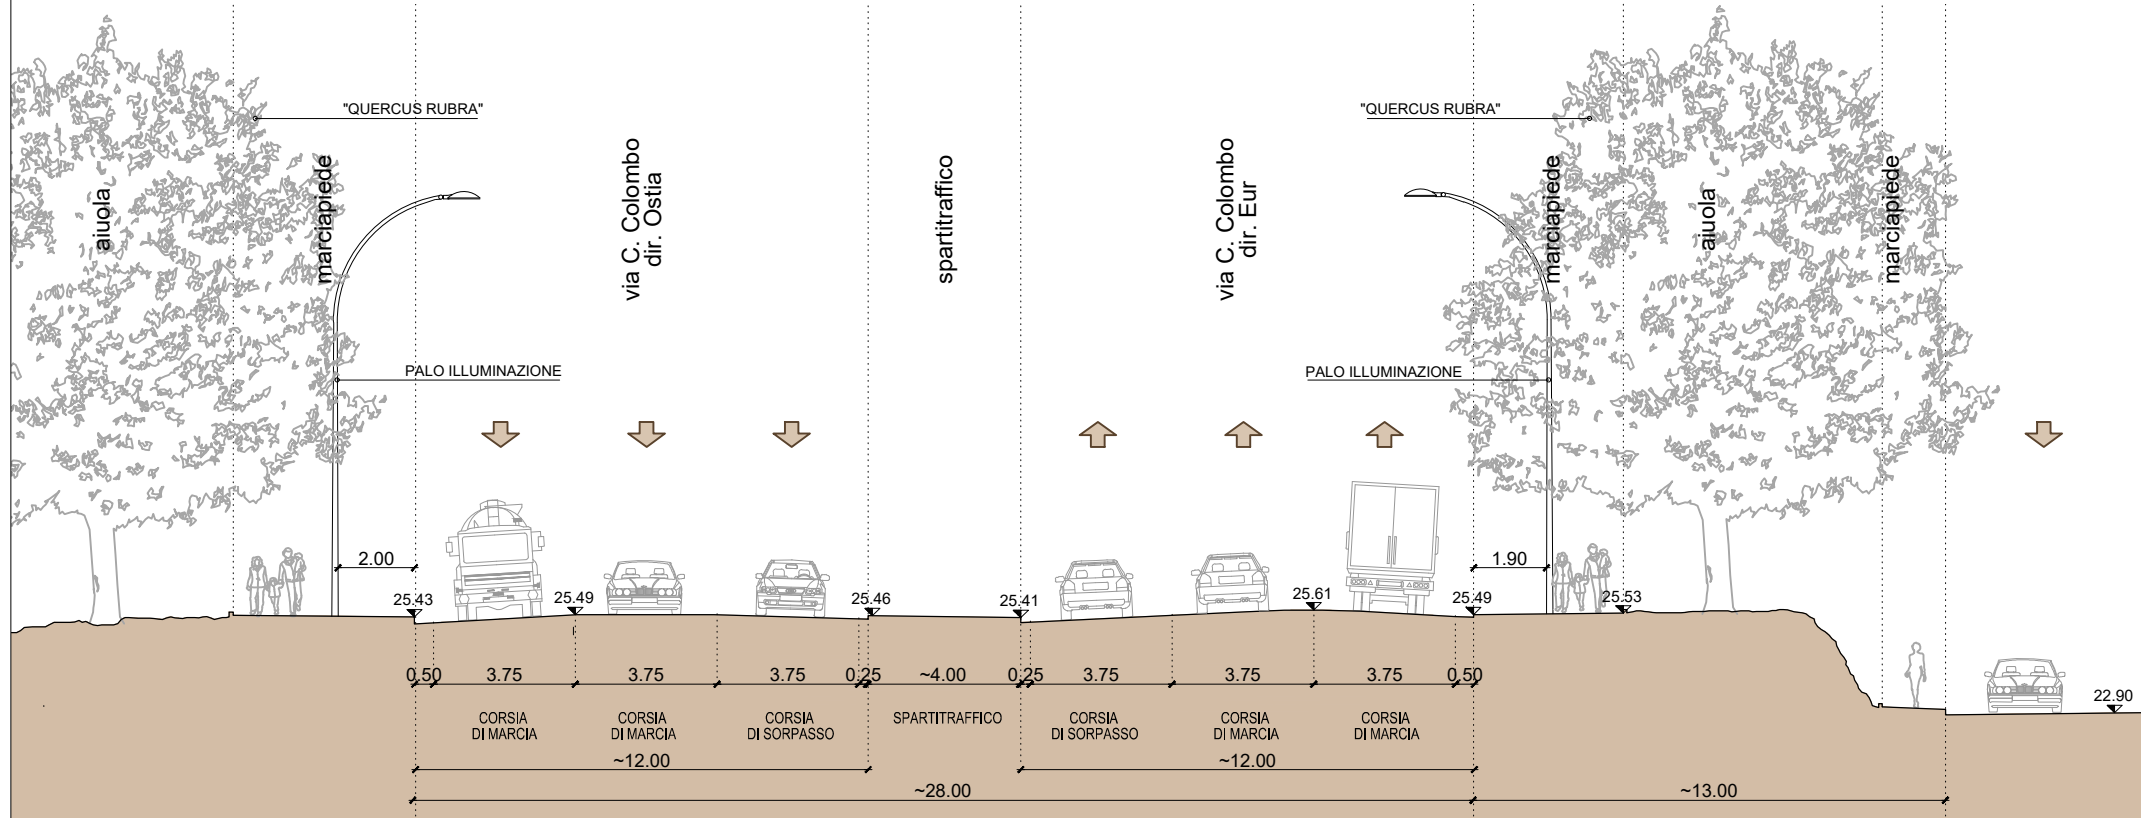 "QUERCUS RUBRA"
"QUERCUS RUBRA"
aiuola
marciapiede
via C. Colombo
dir. Ostia
spartitraffico
via C. Colombo
dir. Eur
marciapiede
aiuola
marciapiede
PALO ILLUMINAZIONE
PALO ILLUMINAZIONE
2.00
1.90
25.43
25.49
25.46
25.41
25.61
25.49
25.53
22.90
0.50
3.75
3.75
3.75
0.25
~4.00
0.25
3.75
3.75
3.75
0.50
CORSIA
DI MARCIA
CORSIA
DI MARCIA
CORSIA
DI SORPASSO
SPARTITRAFFICO
CORSIA
DI SORPASSO
CORSIA
DI MARCIA
CORSIA
DI MARCIA
~12.00
~12.00
~28.00
~13.00